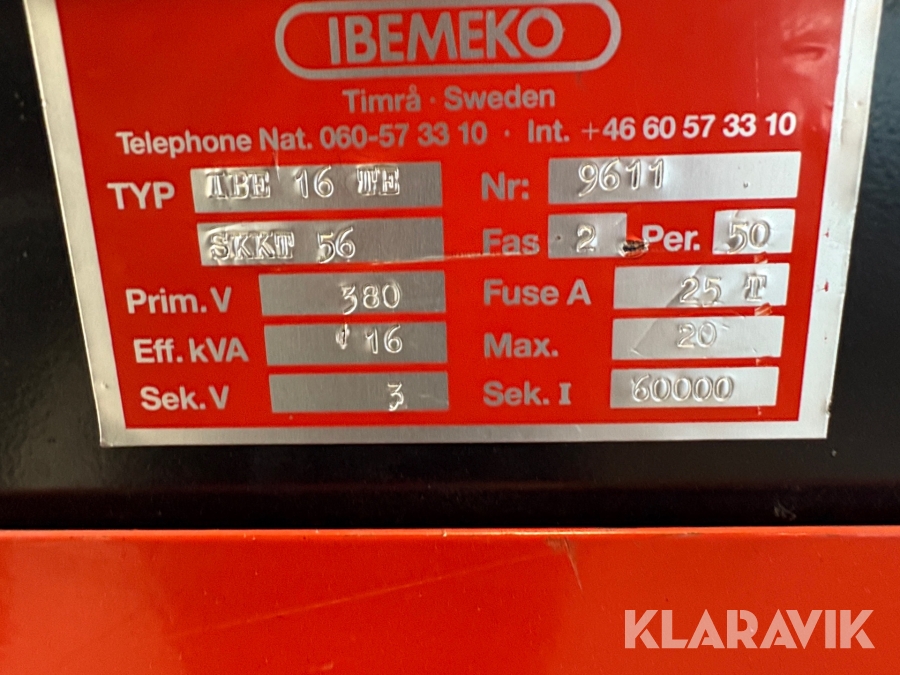 IBEMEKO
Timrå · Sweden
Telephone Nat. 060-57 33 10 · Int. +46 60 57 33 10
TYP IBE 16 TE Nr: 9611
SKKT 56 Fas 2 Per. 50
Prim. V 380 Fuse A 25 T
Eff. kVA 16 Max. 20
Sek. V 3 Sek. I 60000
KLARAVIK